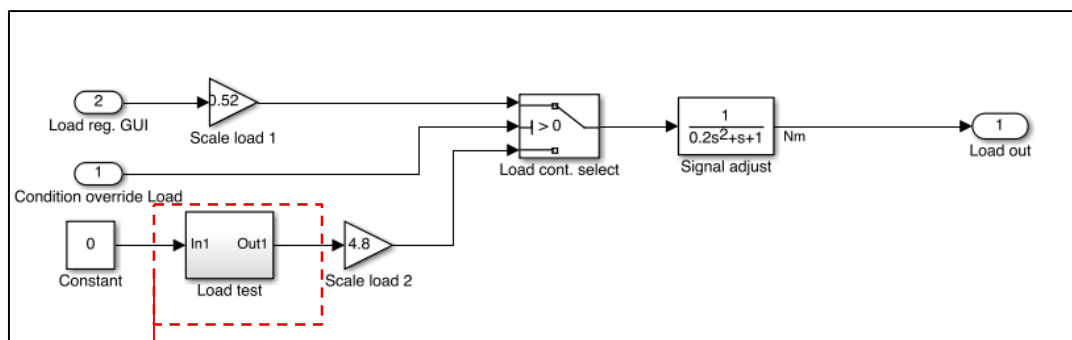 2
Load reg. GUI
0.52
Scale load 1
1
Condition override Load
0
Constant
In1 Out1
Load test
4.8
Scale load 2
> 0
Load cont. select
1
0.2s²+s+1
Signal adjust
Nm
1
Load out